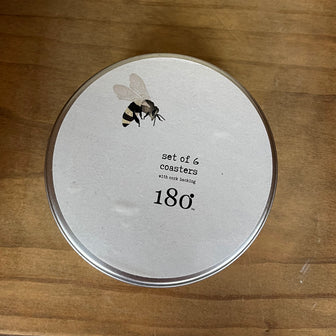 set of 6
coasters
with cork backing
180°